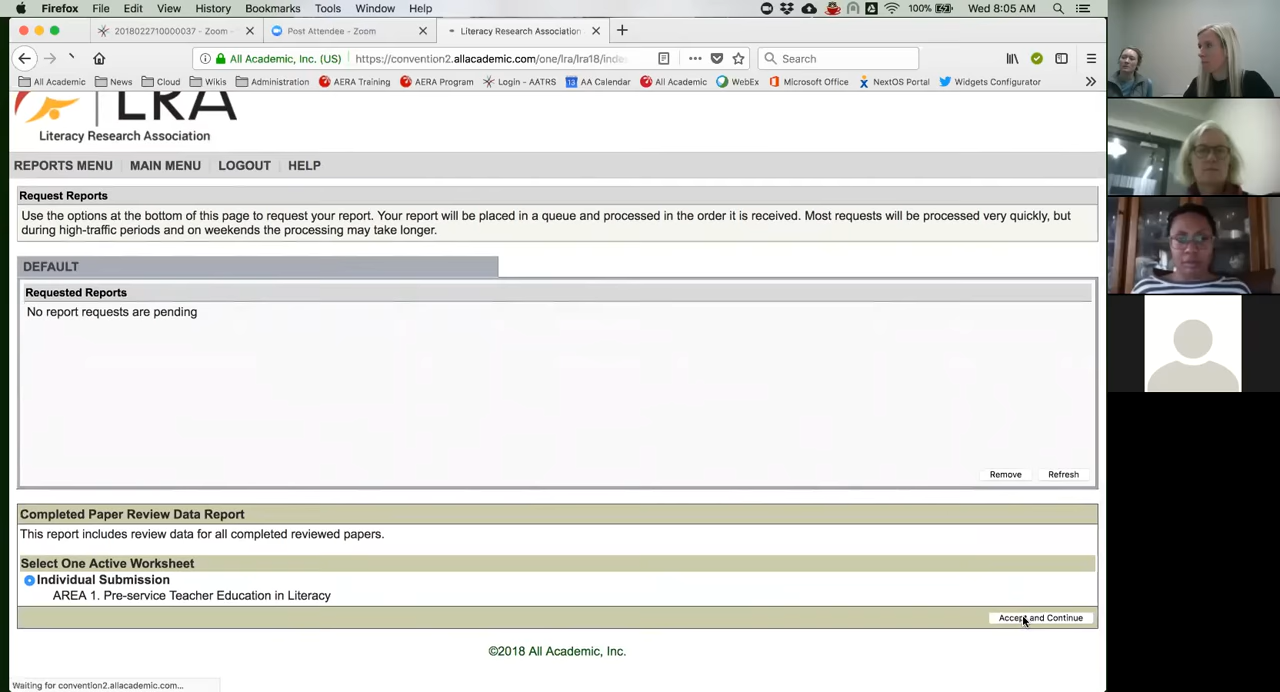 Firefox File Edit View History Bookmarks Tools Window Help 100% Wed 8:05 AM
2018022710000037 - Zoom - Post Attendee - Zoom Literacy Research Association
All Academic, Inc. (US) https://convention2.allacademic.com/one/lra/lra18/inde Search
All Academic News Cloud Wikis Administration AERA Training AERA Program Login - AATRS AA Calendar All Academic WebEx Microsoft Office NextOS Portal Widgets Configurator
LRA
Literacy Research Association
REPORTS MENU MAIN MENU LOGOUT HELP
Request Reports
Use the options at the bottom of this page to request your report. Your report will be placed in a queue and processed in the order it is received. Most requests will be processed very quickly, but
during high-traffic periods and on weekends the processing may take longer.
DEFAULT
Requested Reports
No report requests are pending
Remove Refresh
Completed Paper Review Data Report
This report includes review data for all completed reviewed papers.
Select One Active Worksheet
Individual Submission
AREA 1. Pre-service Teacher Education in Literacy
Accept and Continue
©2018 All Academic, Inc.
Waiting for convention2.allacademic.com...